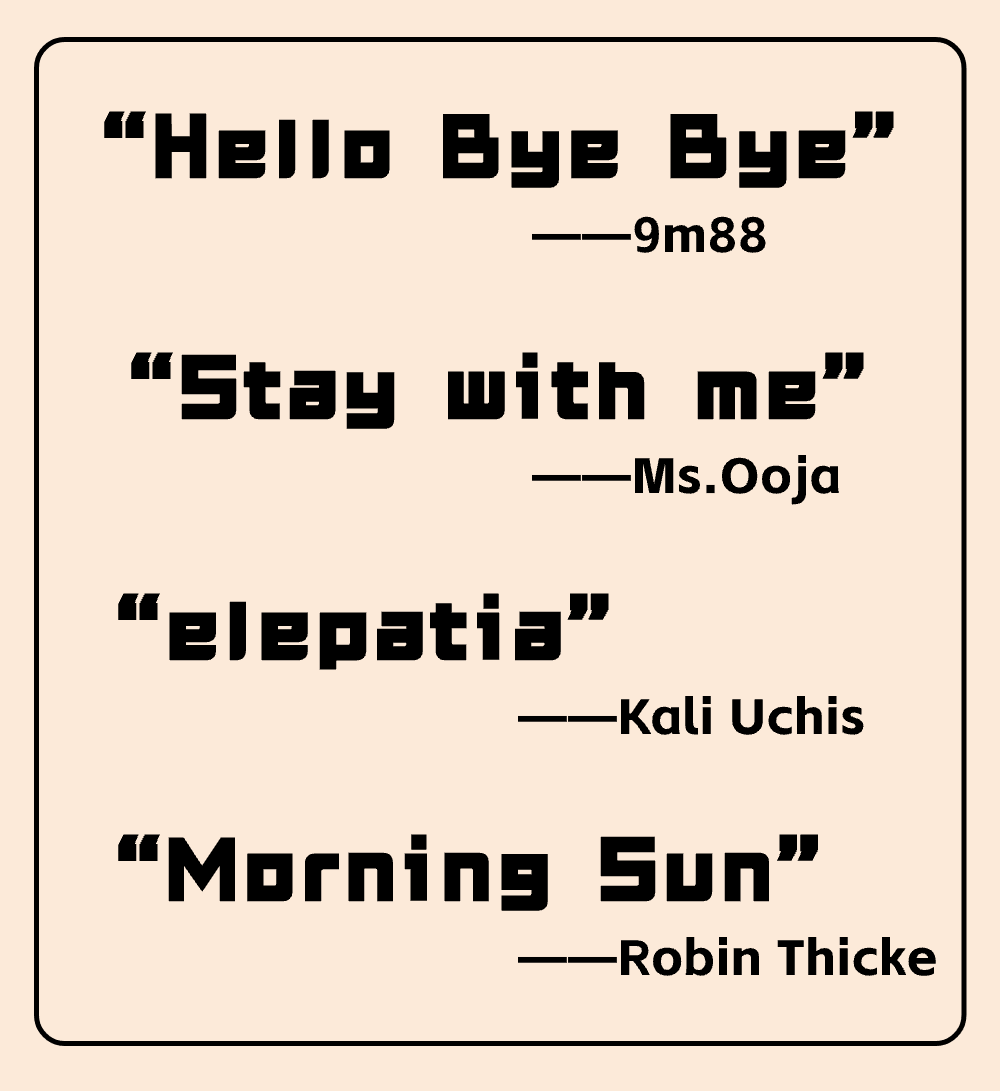 “Hello Bye Bye”
——9m88
“Stay with me”
——Ms.Ooja
“elepatia”
——Kali Uchis
“Morning Sun”
——Robin Thicke